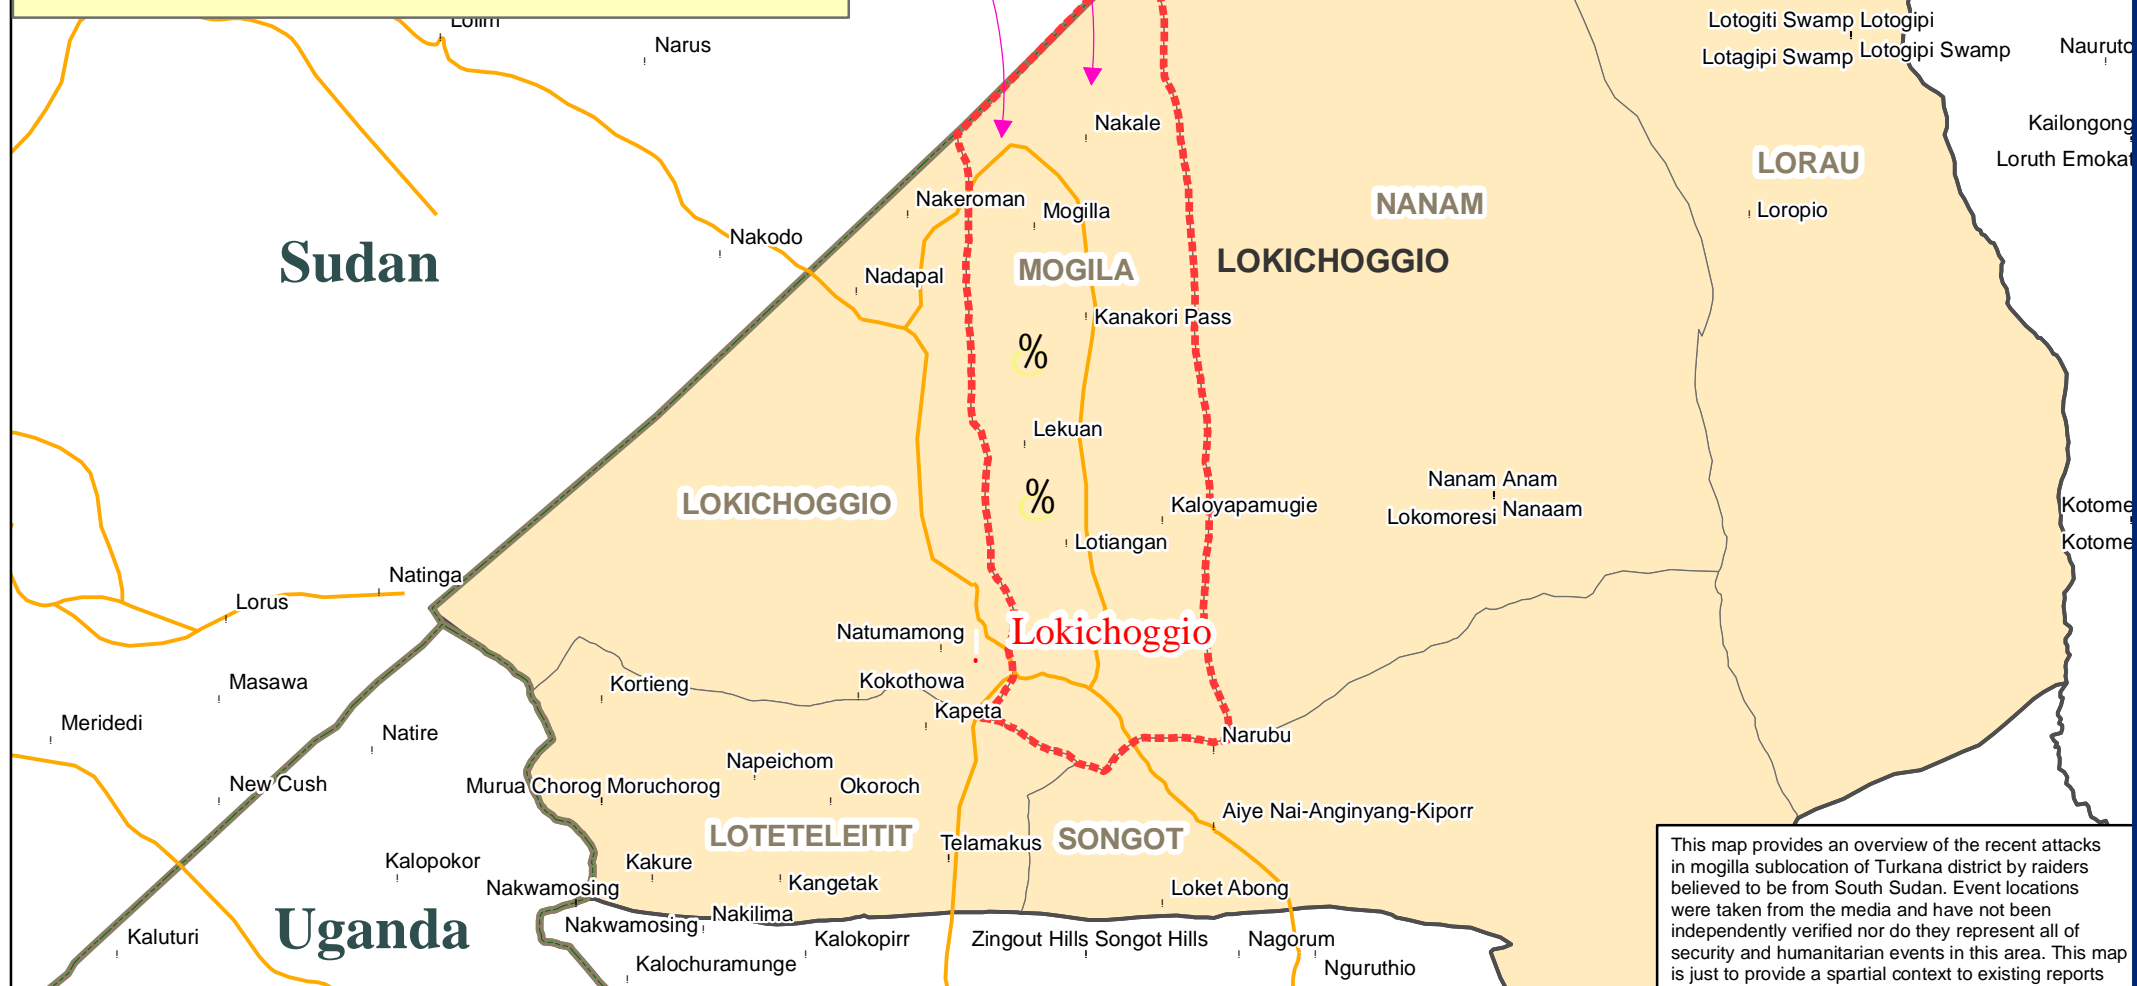 Lolim
Narus
Lotogiti Swamp Lotogipi
Lotagipi Swamp Lotogipi Swamp
Nauruto
Nakale
Kailongong
Loruth Emokat
LORAU
Nakeroman
Mogilla
NANAM
Loropio
Nakodo
Sudan
Nadapal
MOGILA
LOKICHOGGIO
Kanakori Pass
%
Lekuan
Nanam Anam
LOKICHOGGIO
%
Kaloyapamugie
Lokomoresi Nanaam
Kotome
Lotiangan
Kotome
Natinga
Lorus
Natumamong
Lokichoggio
Masawa
Kortieng
Kokothowa
Meridedi
Kapeta
Natire
Narubu
Napeichom
New Cush
Murua Chorog Moruchorog
Okoroch
Aiye Nai-Anginyang-Kiporr
LOTETELEITIT
Telamakus
SONGOT
Kalopokor
Kakure
Nakwamosing
Kangetak
Loket Abong
Nakwamosing
Nakilima
Uganda
Kaluturi
Kalokopirr
Zingout Hills Songot Hills
Nagorum
Kalochuramunge
Nguruthio
This map provides an overview of the recent attacks
in mogilla sublocation of Turkana district by raiders
believed to be from South Sudan. Event locations
were taken from the media and have not been
independently verified nor do they represent all of
security and humanitarian events in this area. This map
is just to provide a spartial context to existing reports